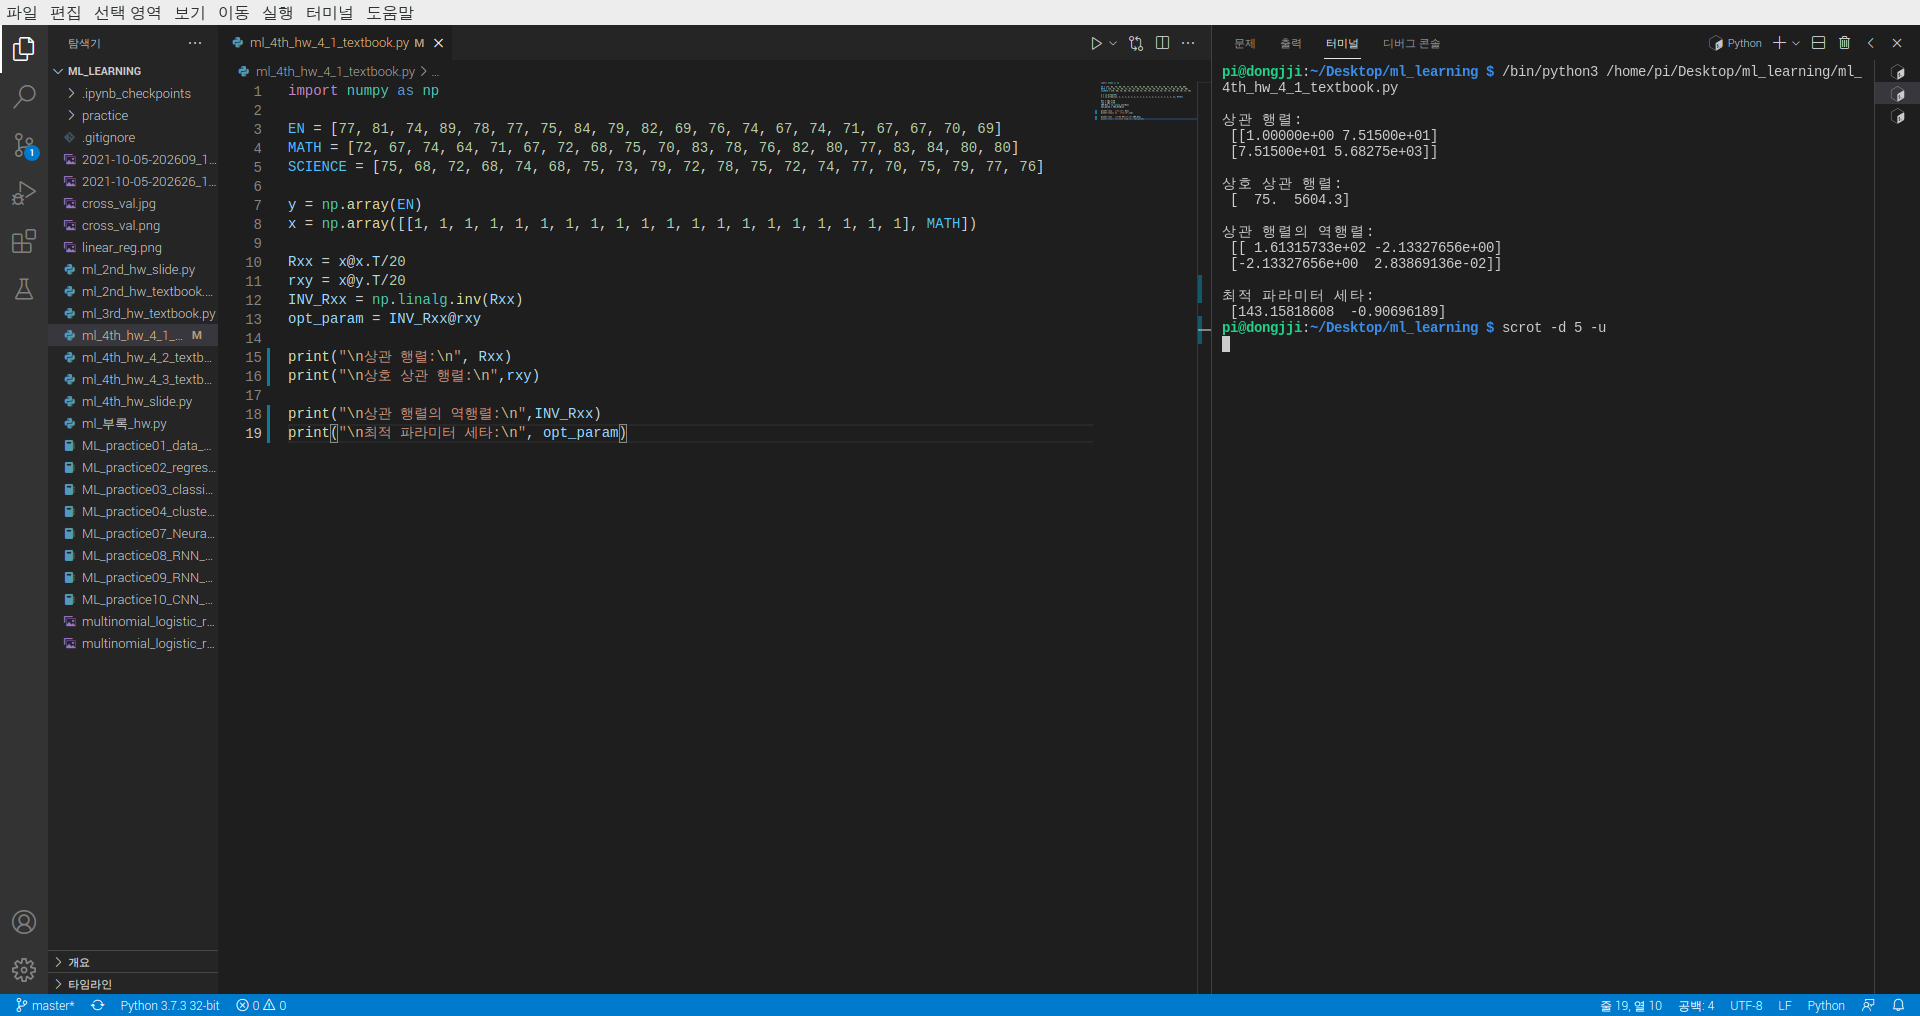 파일 편집 선택 영역 보기 이동 실행 터미널 도움말
탐색기 ...
ML_LEARNING
.ipynb_checkpoints
practice
.gitignore
2021-10-05-202609_1...
2021-10-05-202626_1...
cross_val.jpg
cross_val.png
linear_reg.png
ml_2nd_hw_slide.py
ml_2nd_hw_textbook....
ml_3rd_hw_textbook.py
ml_4th_hw_4_1_... M
ml_4th_hw_4_2_textb...
ml_4th_hw_4_3_textb...
ml_4th_hw_slide.py
ml_부록_hw.py
ML_practice01_data_...
ML_practice02_regres...
ML_practice03_classi...
ML_practice04_cluste...
ML_practice07_Neura...
ML_practice08_RNN_...
ML_practice09_RNN_...
ML_practice10_CNN_...
multinomial_logistic_r...
multinomial_logistic_r...
개요
타임라인
1
ml_4th_hw_4_1_textbook.py M
ml_4th_hw_4_1_textbook.py > ...
1 import numpy as np
2
3 EN = [77, 81, 74, 89, 78, 77, 75, 84, 79, 82, 69, 76, 74, 67, 74, 71, 67, 67, 70, 69]
4 MATH = [72, 67, 74, 64, 71, 67, 72, 68, 75, 70, 83, 78, 76, 82, 80, 77, 83, 84, 80, 80]
5 SCIENCE = [75, 68, 72, 68, 74, 68, 75, 73, 79, 72, 78, 75, 72, 74, 77, 70, 75, 79, 77, 76]
6
7 y = np.array(EN)
8 x = np.array([[1, 1, 1, 1, 1, 1, 1, 1, 1, 1, 1, 1, 1, 1, 1, 1, 1, 1, 1, 1], MATH])
9
10 Rxx = x@x.T/20
11 rxy = x@y.T/20
12 INV_Rxx = np.linalg.inv(Rxx)
13 opt_param = INV_Rxx@rxy
14
15 print("\n상관 행렬:\n", Rxx)
16 print("\n상호 상관 행렬:\n",rxy)
17
18 print("\n상관 행렬의 역행렬:\n",INV_Rxx)
19 print("\n최적 파라미터 세타:\n", opt_param)
문제 출력 터미널 디버그 콘솔 Python
pi@dongjji:~/Desktop/ml_learning $ /bin/python3 /home/pi/Desktop/ml_learning/ml_
4th_hw_4_1_textbook.py
상관 행렬:
[[1.00000e+00 7.51500e+01]
[7.51500e+01 5.68275e+03]]
상호 상관 행렬:
[  75.  5604.3]
상관 행렬의 역행렬:
[[ 1.61315733e+02 -2.13327656e+00]
[-2.13327656e+00  2.83869136e-02]]
최적 파라미터 세타:
[143.15818608  -0.90696189]
pi@dongjji:~/Desktop/ml_learning $ scrot -d 5 -u
master* Python 3.7.3 32-bit 0 0 줄 19, 열 10 공백: 4 UTF-8 LF Python